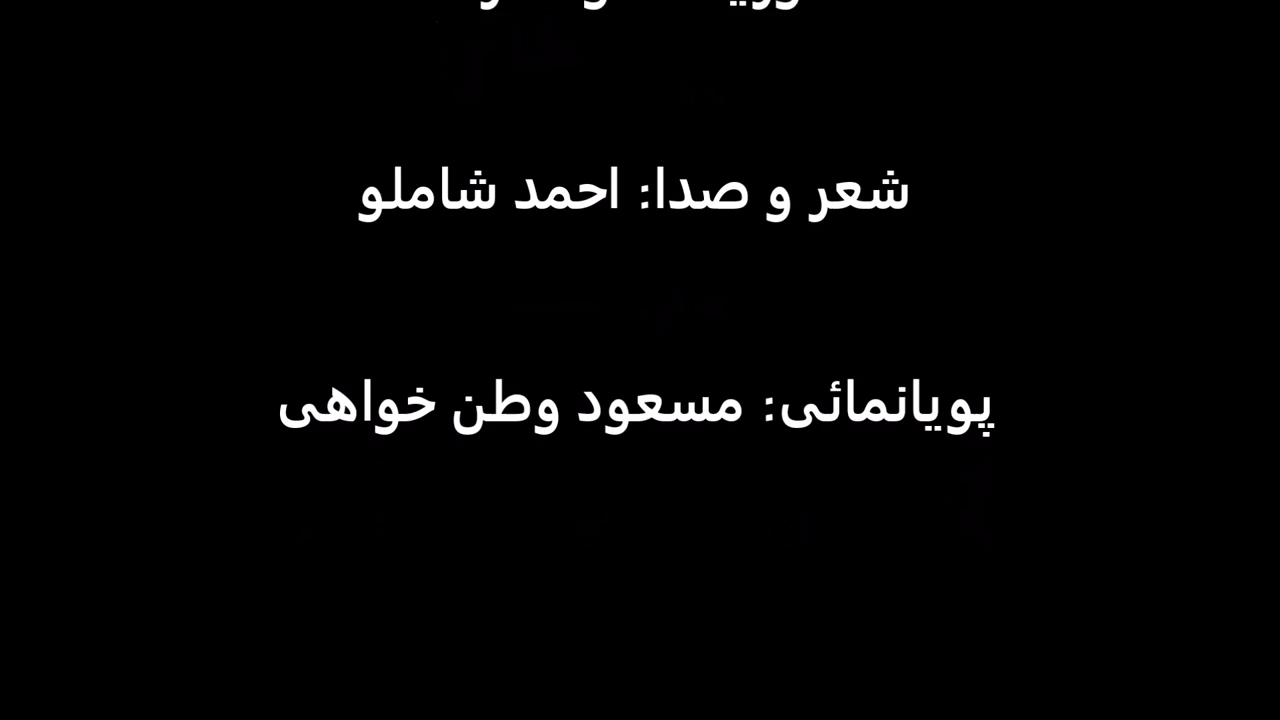 شعر و صدا: احمد شاملو
پویانمائی: مسعود وطن خواهی